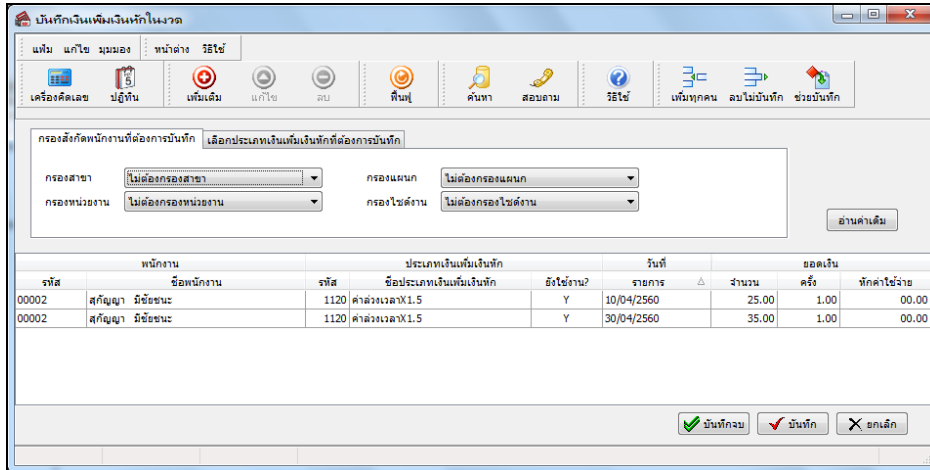 บันทึกเงินเพิ่มเงินหักในงวด
แฟ้ม แก้ไข มุมมอง หน้าต่าง วิธีใช้
5
เครื่องคิดเลข ปฏิทิน เพิ่มเติม แก้ไข ลบ ฟื้นฟู ค้นหา สอบถาม วิธีใช้ เพิ่มทุกคน ลบไม่บันทึก ช่วยบันทึก
กรองสังกัดพนักงานที่ต้องการบันทึก เลือกประเภทเงินเพิ่มเงินหักที่ต้องการบันทึก
กรองสาขา ไม่ต้องกรองสาขา กรองแผนก ไม่ต้องกรองแผนก
กรองหน่วยงาน ไม่ต้องกรองหน่วยงาน กรองไซด์งาน ไม่ต้องกรองไซด์งาน
อ่านค่าเดิม
พนักงาน ประเภทเงินเพิ่มเงินหัก วันที่ ยอดเงิน
รหัส ชื่อพนักงาน รหัส ชื่อประเภทเงินเพิ่มเงินหัก ยังใช้งาน? รายการ จำนวน ครั้ง หักค่าใช้จ่าย
00002 สุกัญญา มีชัยชนะ 1120 ค่าล่วงเวลาX1.5 Y 10/04/2560 25.00 1.00 00.00
00002 สุกัญญา มีชัยชนะ 1120 ค่าล่วงเวลาX1.5 Y 30/04/2560 35.00 1.00 00.00
บันทึกจบ บันทึก ยกเลิก